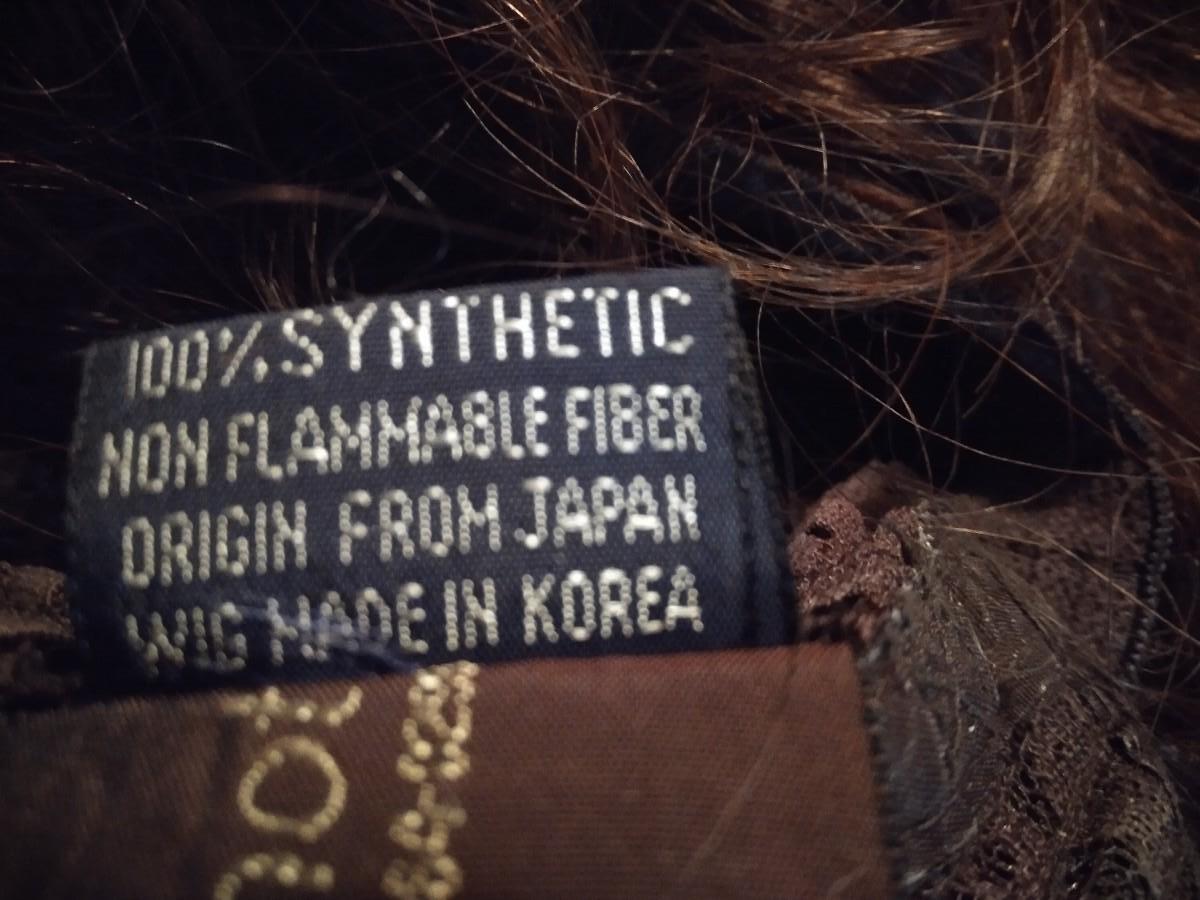 100% SYNTHETIC
NON FLAMMABLE FIBER
ORIGIN FROM JAPAN
WIG MADE IN KOREA